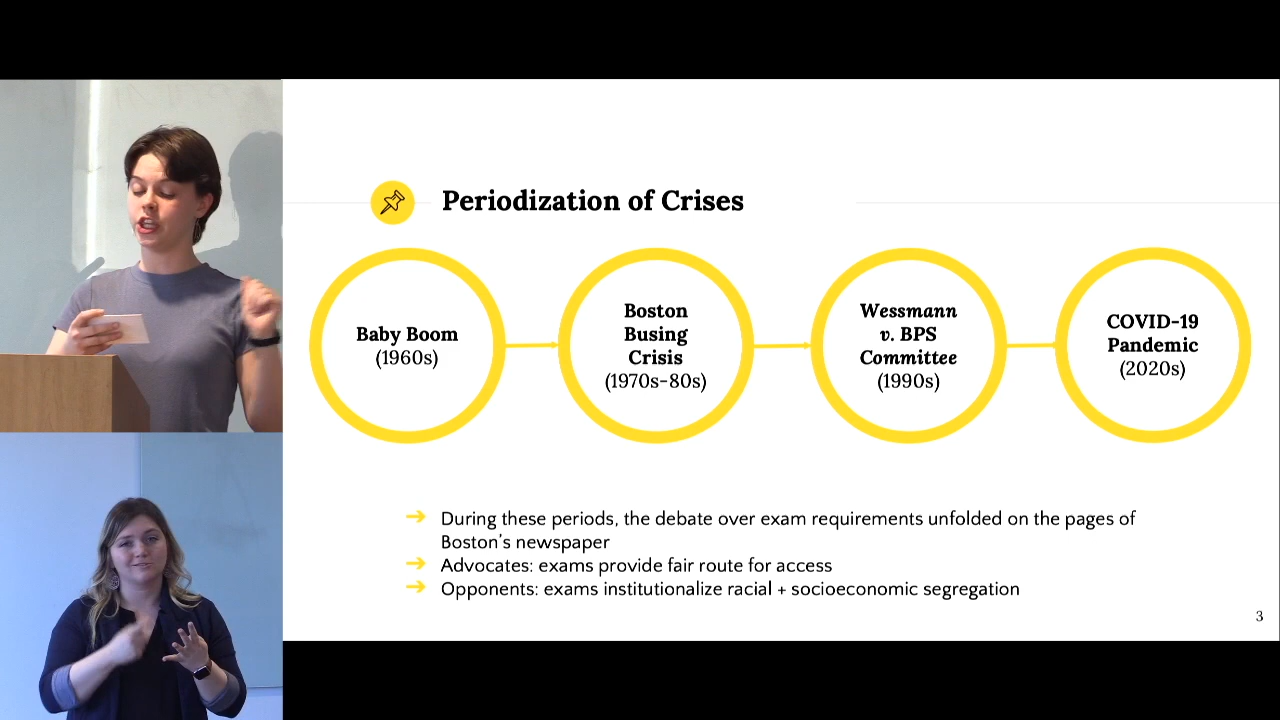 Periodization of Crises
Baby Boom
(1960s)
Boston
Busing
Crisis
(1970s-80s)
Wessmann
v. BPS
Committee
(1990s)
COVID-19
Pandemic
(2020s)
➔ During these periods, the debate over exam requirements unfolded on the pages of
Boston's newspaper
➔ Advocates: exams provide fair route for access
➔ Opponents: exams institutionalize racial + socioeconomic segregation
3